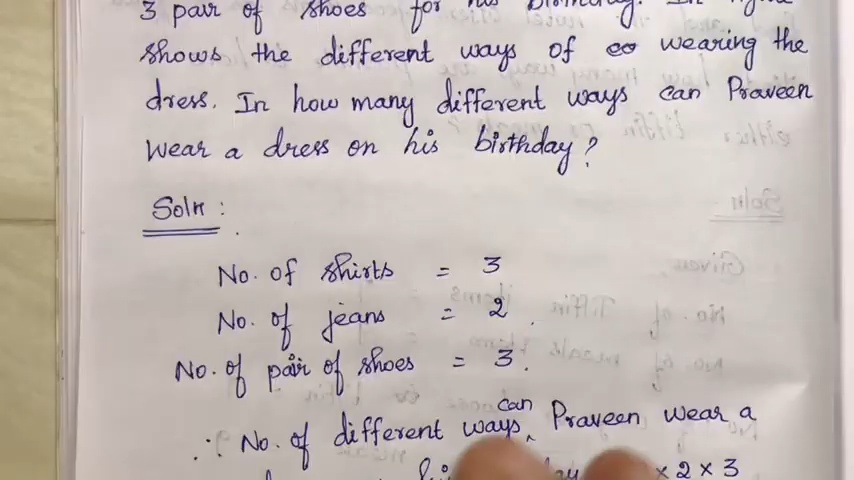 3 pair of shoes for his birthday. In
shows the different ways of wearing the
dress. In how many different ways can Praveen
wear a dress on his birthday?
Soln :
No. of shirts = 3
No. of jeans = 2.
No. of pair of shoes = 3.
∴ No. of different ways can Praveen wear a
× 2 × 3